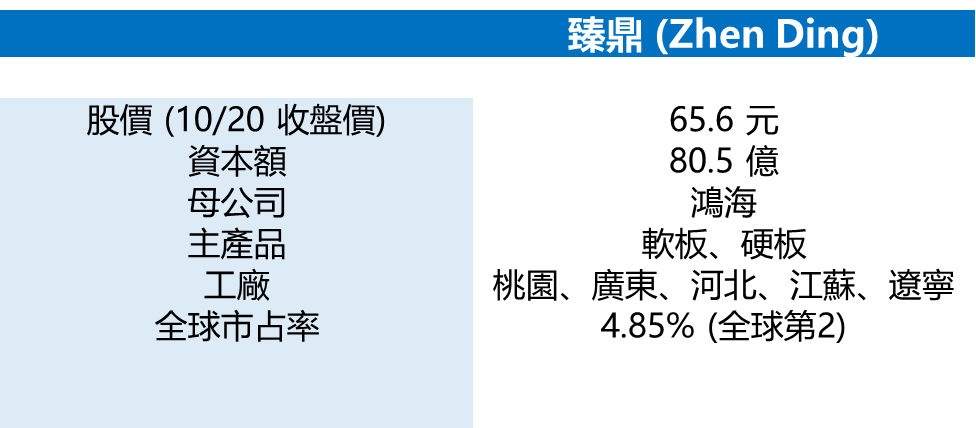 臻鼎 (Zhen Ding)
股價 (10/20 收盤價) 65.6 元
資本額 80.5 億
母公司 鴻海
主產品 軟板、硬板
工廠 桃園、廣東、河北、江蘇、遼寧
全球市占率 4.85% (全球第2)